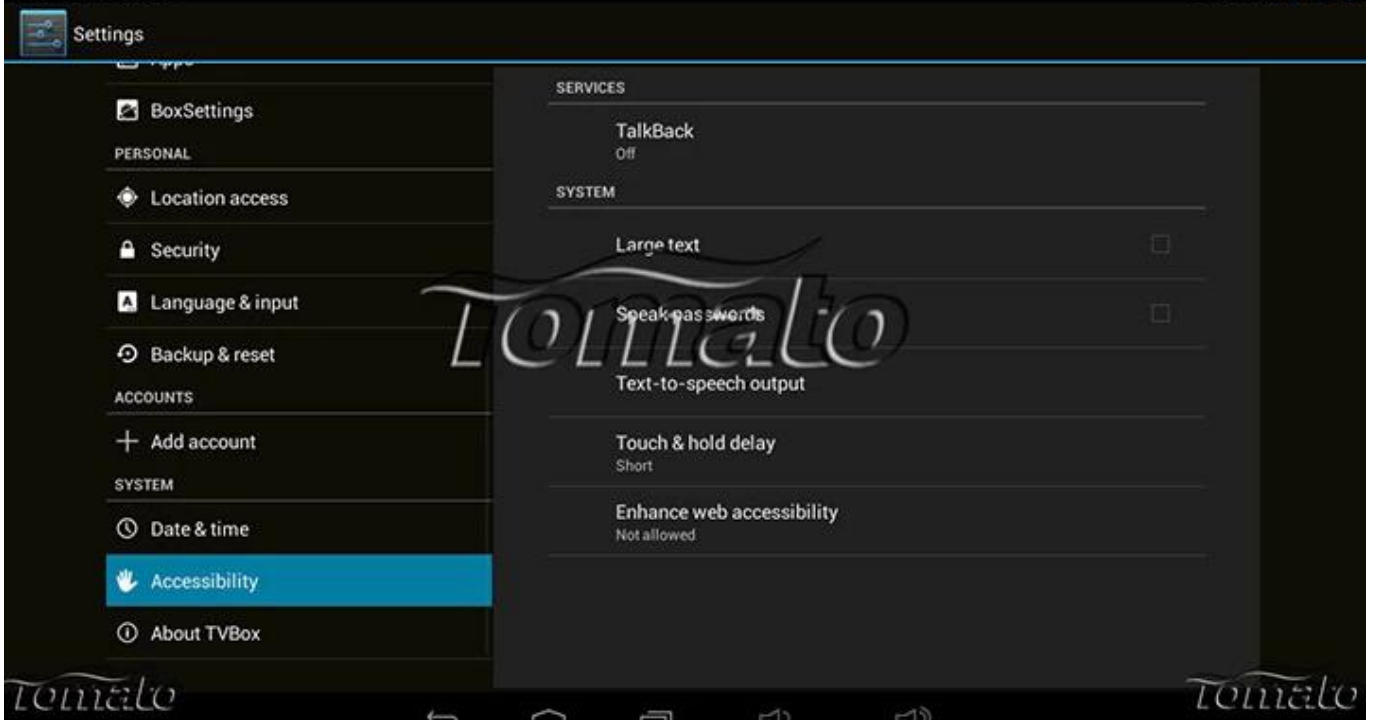 Settings
Apps
BoxSettings
PERSONAL
Location access
Security
Language & input
Backup & reset
ACCOUNTS
Add account
SYSTEM
Date & time
Accessibility
About TVBox
SERVICES
TalkBack
Off
SYSTEM
Large text
Speak passwords
Text-to-speech output
Touch & hold delay
Short
Enhance web accessibility
Not allowed
Tomato
Tomato
Tomato